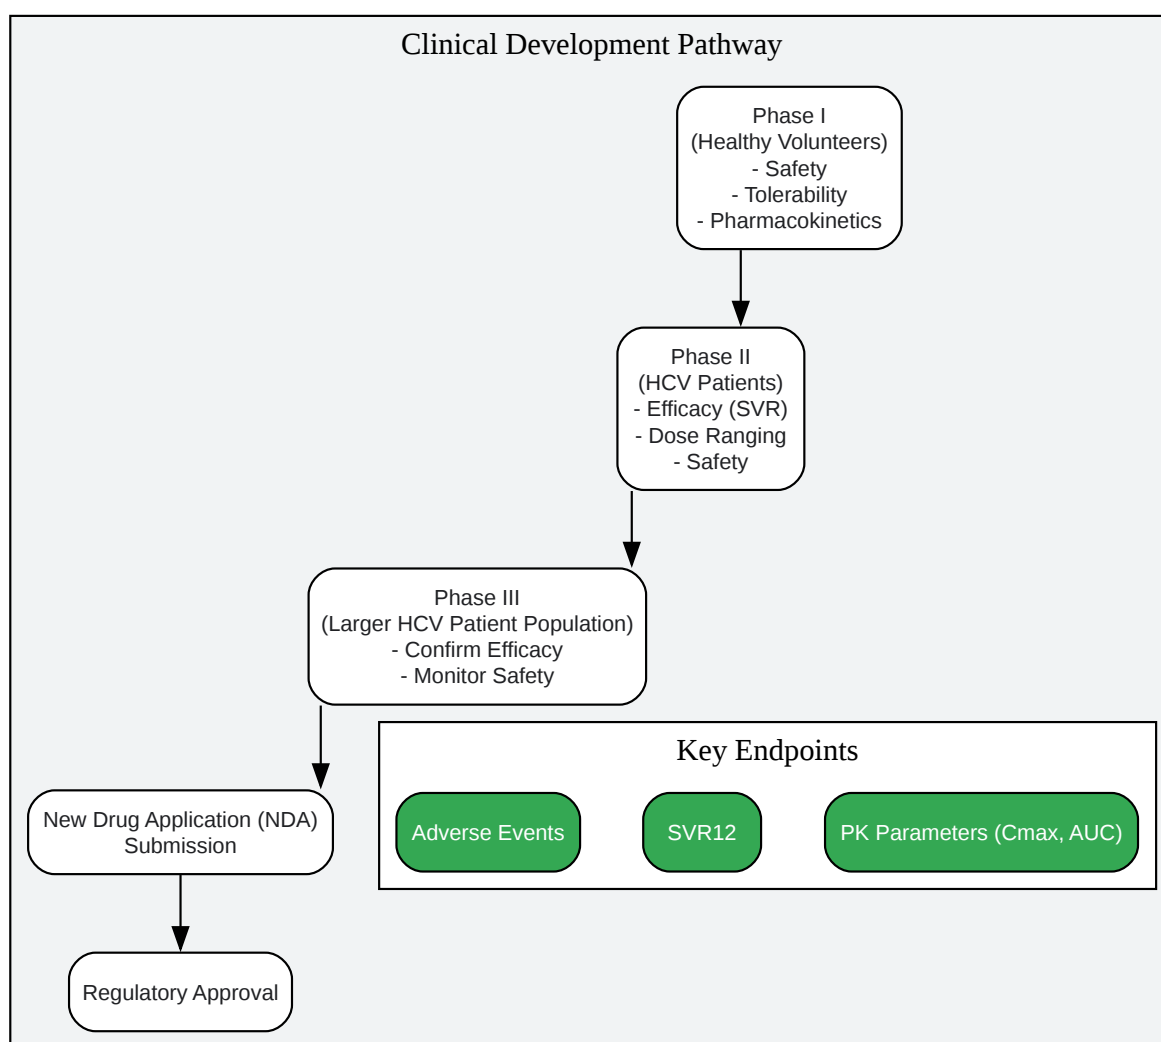 Clinical Development Pathway
Phase I
(Healthy Volunteers)
- Safety
- Tolerability
- Pharmacokinetics
Phase II
(HCV Patients)
- Efficacy (SVR)
- Dose Ranging
- Safety
Phase III
(Larger HCV Patient Population)
- Confirm Efficacy
- Monitor Safety
Key Endpoints
Adverse Events
SVR12
PK Parameters (Cmax, AUC)
New Drug Application (NDA)
Submission
Regulatory Approval